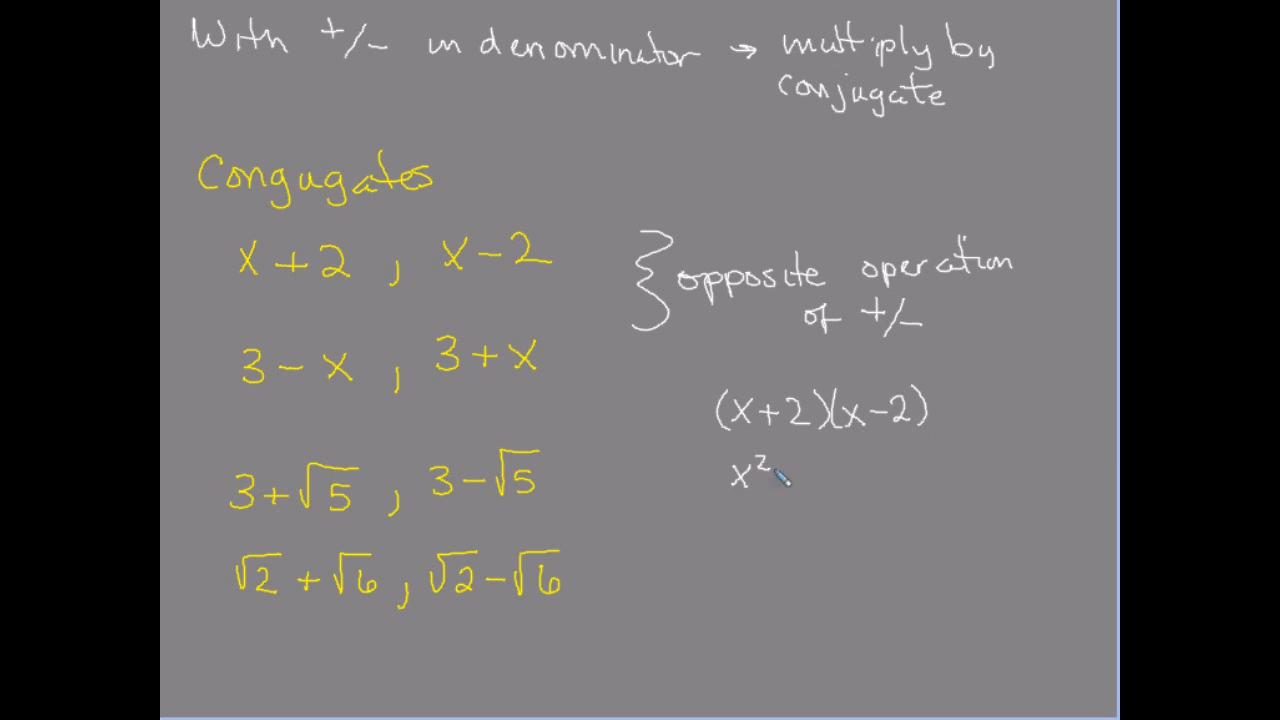 With +/- in denominator → multiply by
conjugate
Congugates
x + 2 , x - 2
} opposite operation
of +/-
3 - x , 3 + x
(x+2)(x-2)
x²
3 + √5 , 3 - √5
√2 + √6 , √2 - √6